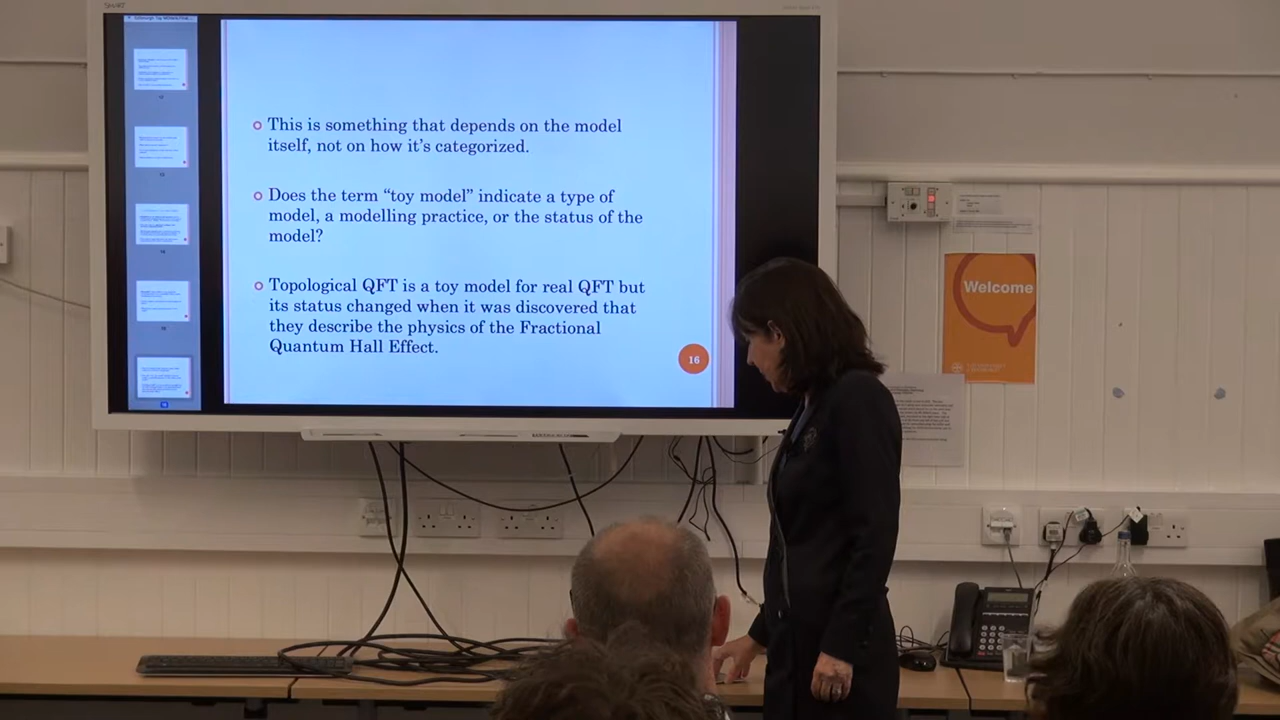 SMART
This is something that depends on the model
itself, not on how it's categorized.
Does the term “toy model” indicate a type of
model, a modelling practice, or the status of the
model?
Topological QFT is a toy model for real QFT but
its status changed when it was discovered that
they describe the physics of the Fractional
Quantum Hall Effect.
16
Welcome